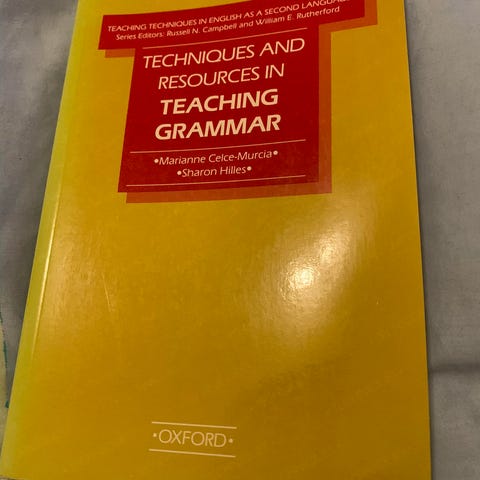 TEACHING TECHNIQUES IN ENGLISH AS A SECOND LANGUAGE
Series Editors: Russell N. Campbell and William E. Rutherford
TECHNIQUES AND
RESOURCES IN
TEACHING
GRAMMAR
•Marianne Celce-Murcia•
•Sharon Hilles•
•OXFORD•